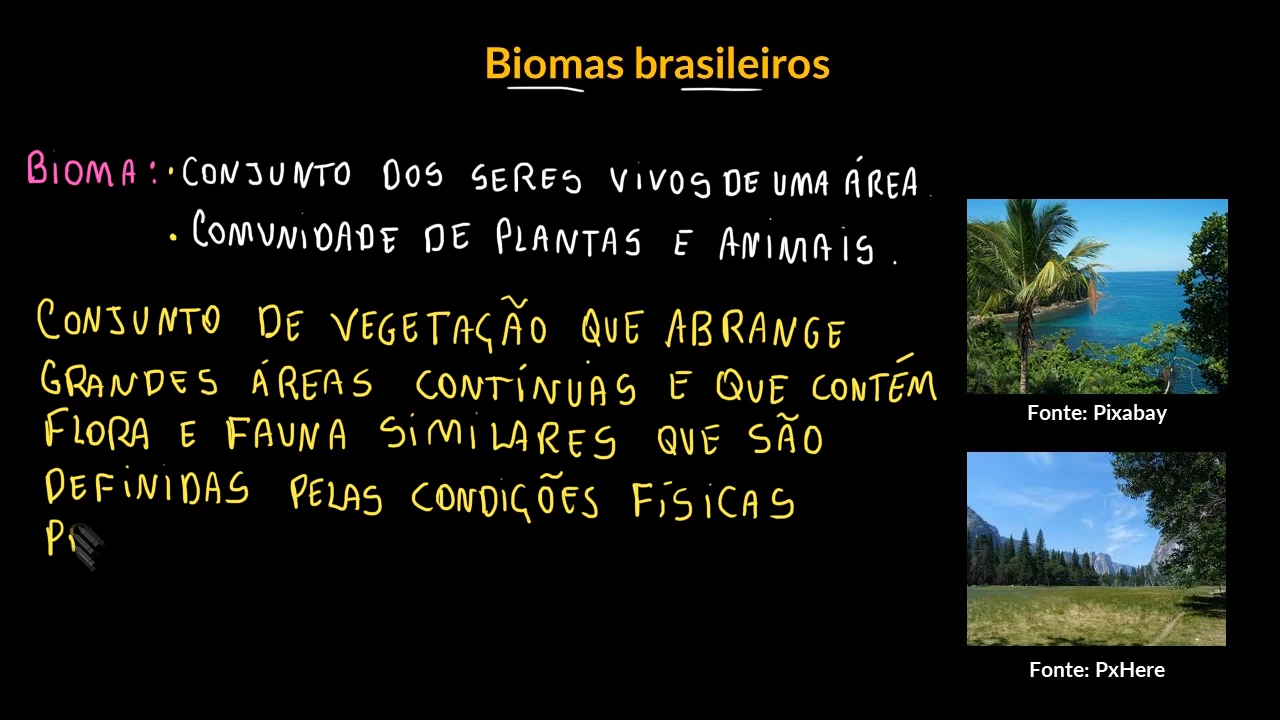 Biomas brasileiros
BIOMA: • CONJUNTO DOS SERES VIVOS DE UMA ÁREA.
• COMUNIDADE DE PLANTAS E ANIMAIS.
CONJUNTO DE VEGETAÇÃO QUE ABRANGE
GRANDES ÁREAS CONTÍNUAS E QUE CONTÉM
FLORA E FAUNA SIMILARES QUE SÃO
DEFINIDAS PELAS CONDIÇÕES FÍSICAS
Fonte: Pixabay
Fonte: PxHere